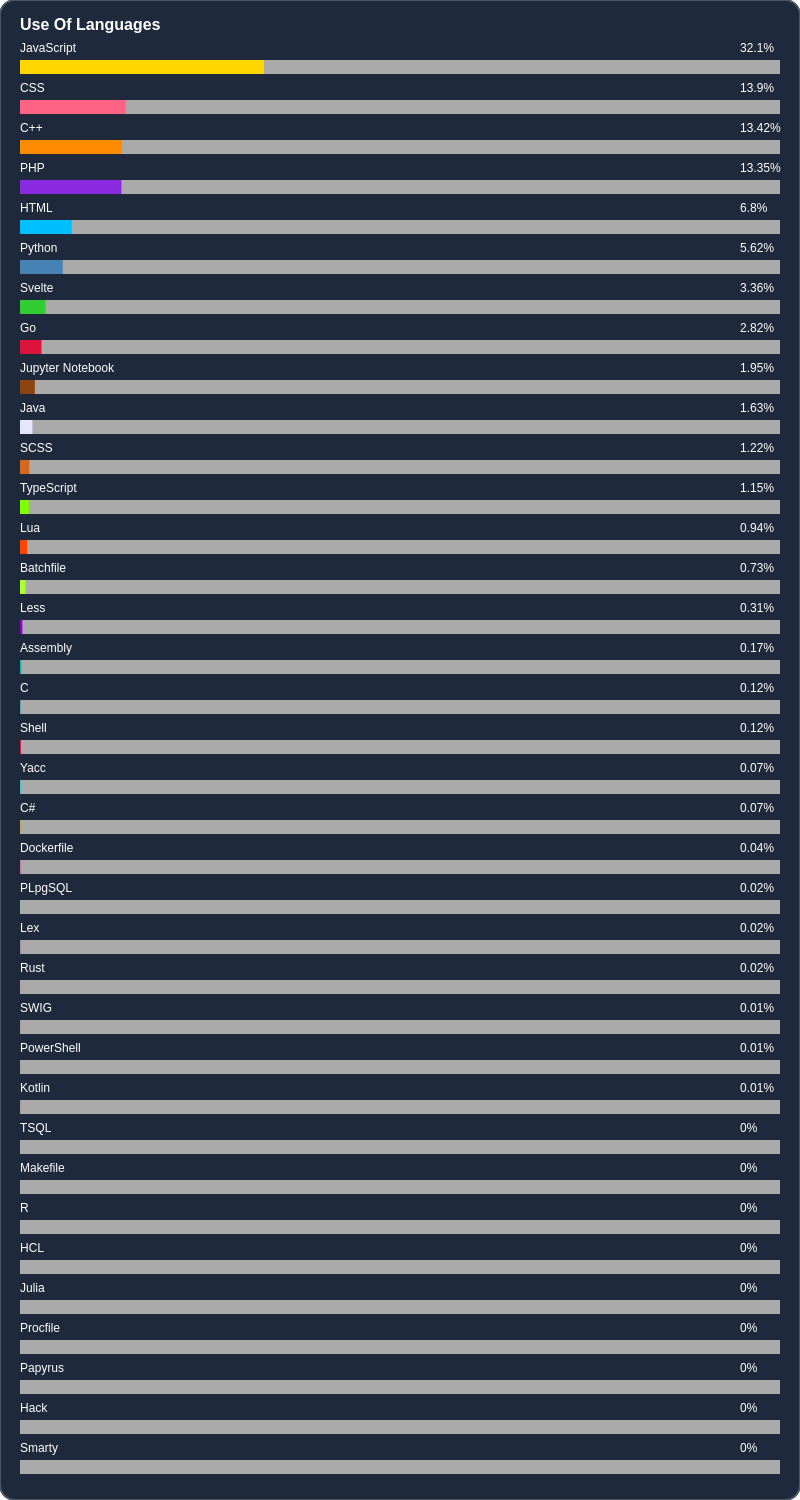 Use Of Languages
JavaScript 32.1%
CSS 13.9%
C++ 13.42%
PHP 13.35%
HTML 6.8%
Python 5.62%
Svelte 3.36%
Go 2.82%
Jupyter Notebook 1.95%
Java 1.63%
SCSS 1.22%
TypeScript 1.15%
Lua 0.94%
Batchfile 0.73%
Less 0.31%
Assembly 0.17%
C 0.12%
Shell 0.12%
Yacc 0.07%
C# 0.07%
Dockerfile 0.04%
PLpgSQL 0.02%
Lex 0.02%
Rust 0.02%
SWIG 0.01%
PowerShell 0.01%
Kotlin 0.01%
TSQL 0%
Makefile 0%
R 0%
HCL 0%
Julia 0%
Procfile 0%
Papyrus 0%
Hack 0%
Smarty 0%